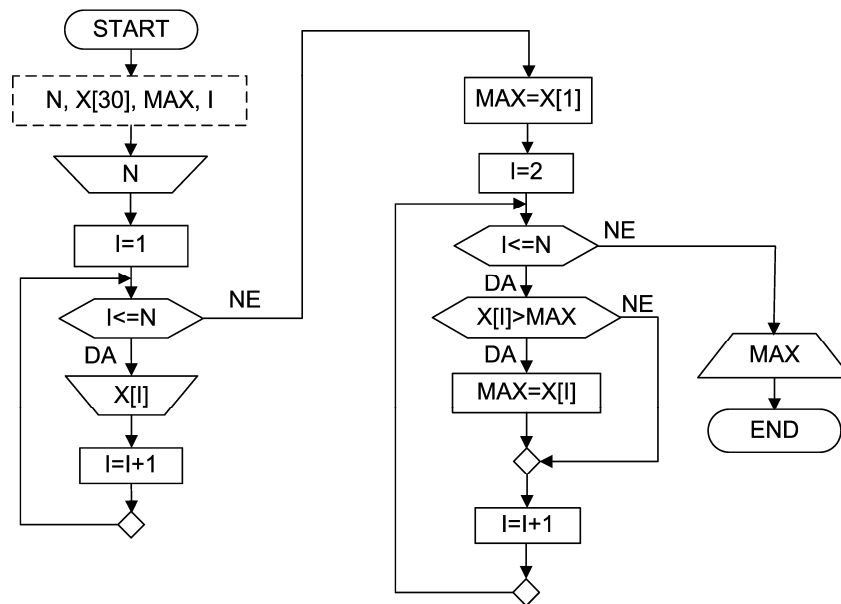 START
N, X[30], MAX, I
N
I=1
I<=N
NE
DA
X[I]
I=I+1
MAX=X[1]
I=2
I<=N
NE
DA
X[I]>MAX
NE
DA
MAX=X[I]
I=I+1
MAX
END